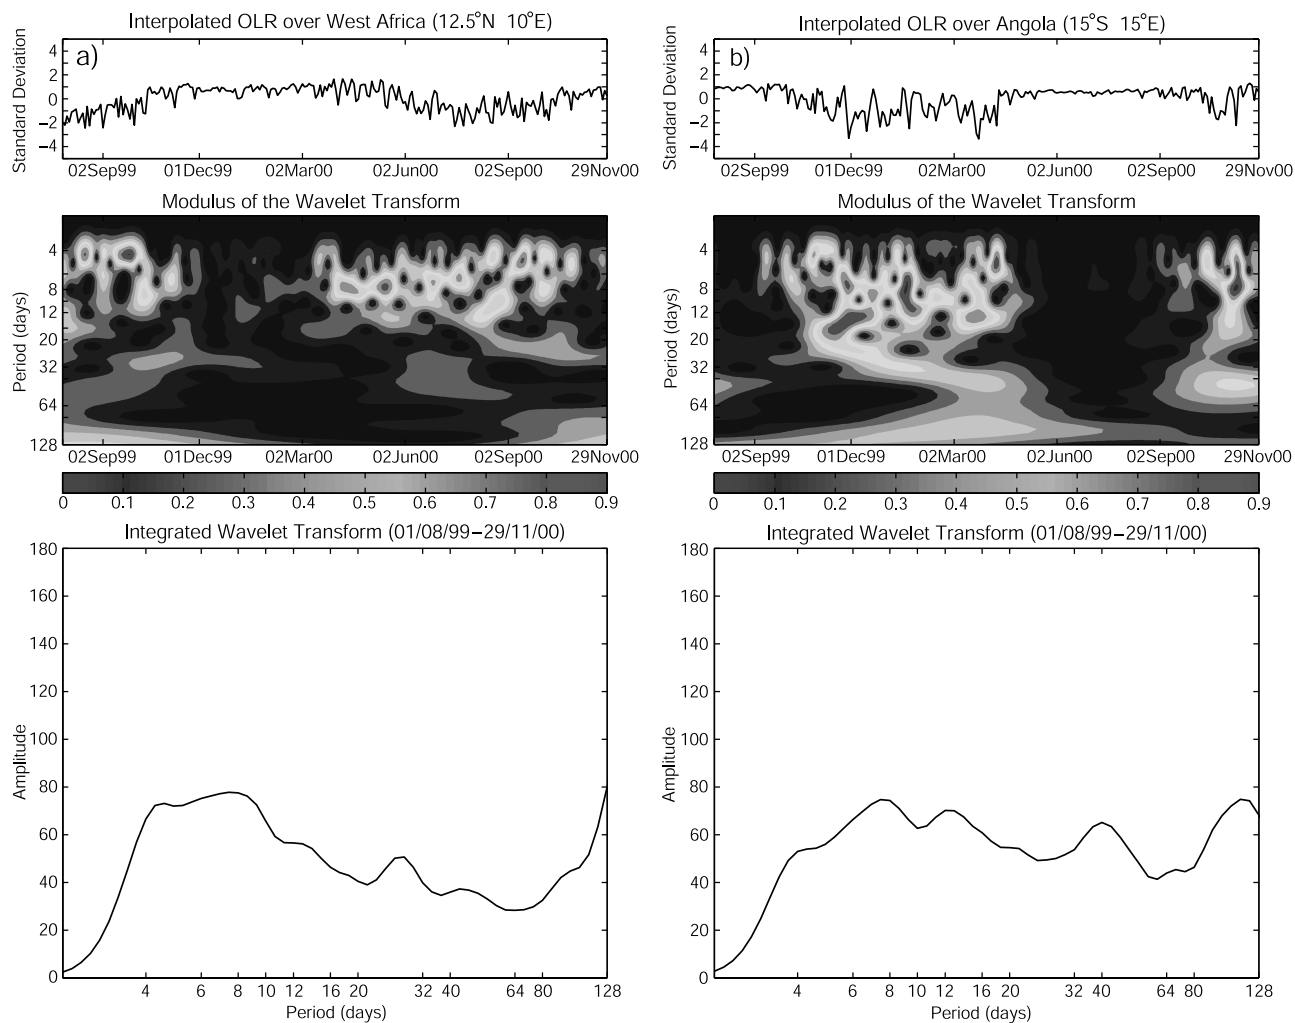 Interpolated OLR over West Africa (12.5°N 10°E)
a)
Standard Deviation
4
2
0
−2
−4
02Sep99 01Dec99 02Mar00 02Jun00 02Sep00 29Nov00
Modulus of the Wavelet Transform
Period (days)
4
8
12
20
32
64
128
02Sep99 01Dec99 02Mar00 02Jun00 02Sep00 29Nov00
0 0.1 0.2 0.3 0.4 0.5 0.6 0.7 0.8 0.9
Integrated Wavelet Transform (01/08/99−29/11/00)
Amplitude
180
160
140
120
100
80
60
40
20
0
4 6 8 10 12 16 20 32 40 64 80 128
Period (days)
Interpolated OLR over Angola (15°S 15°E)
b)
Standard Deviation
4
2
0
−2
−4
02Sep99 01Dec99 02Mar00 02Jun00 02Sep00 29Nov00
Modulus of the Wavelet Transform
Period (days)
4
8
12
20
32
64
128
02Sep99 01Dec99 02Mar00 02Jun00 02Sep00 29Nov00
0 0.1 0.2 0.3 0.4 0.5 0.6 0.7 0.8 0.9
Integrated Wavelet Transform (01/08/99−29/11/00)
Amplitude
180
160
140
120
100
80
60
40
20
0
4 6 8 10 12 16 20 32 40 64 80 128
Period (days)